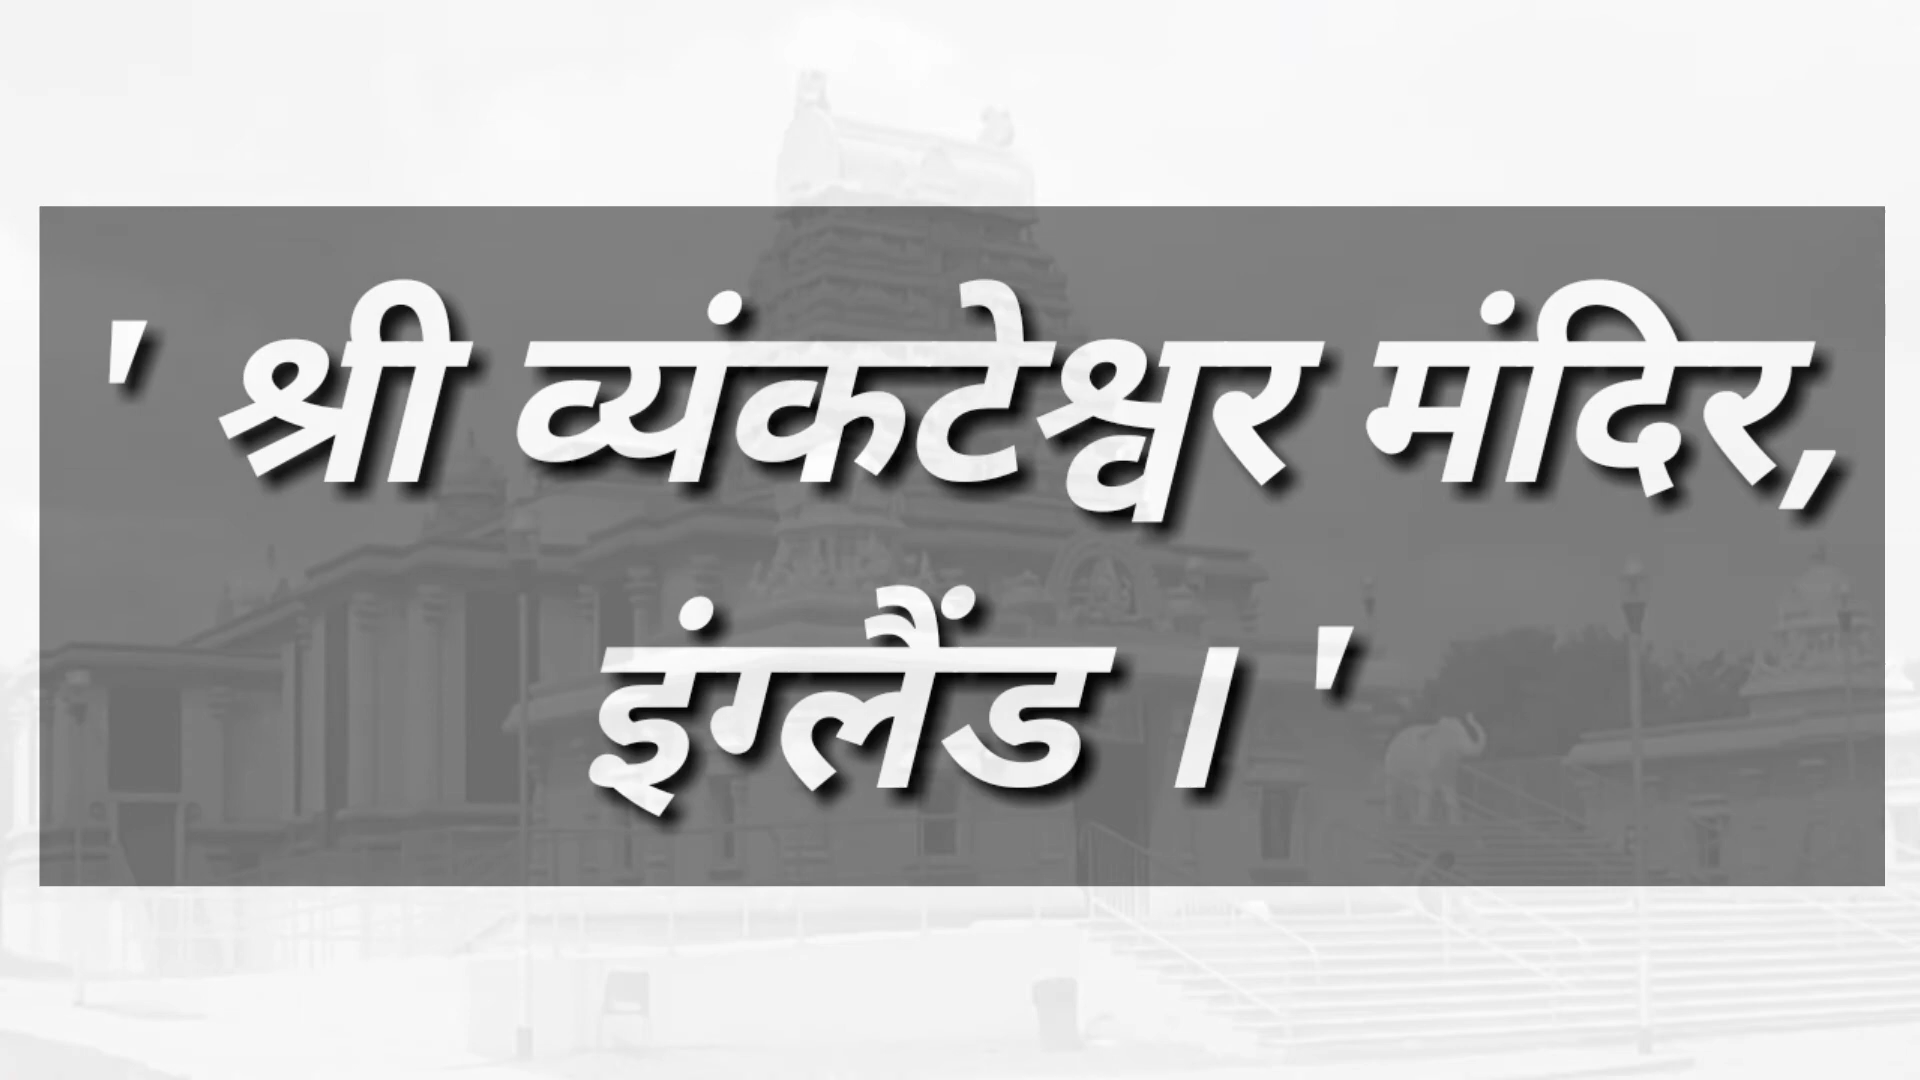 ' श्री व्यंकटेश्वर मंदिर,
इंग्लैंड । '